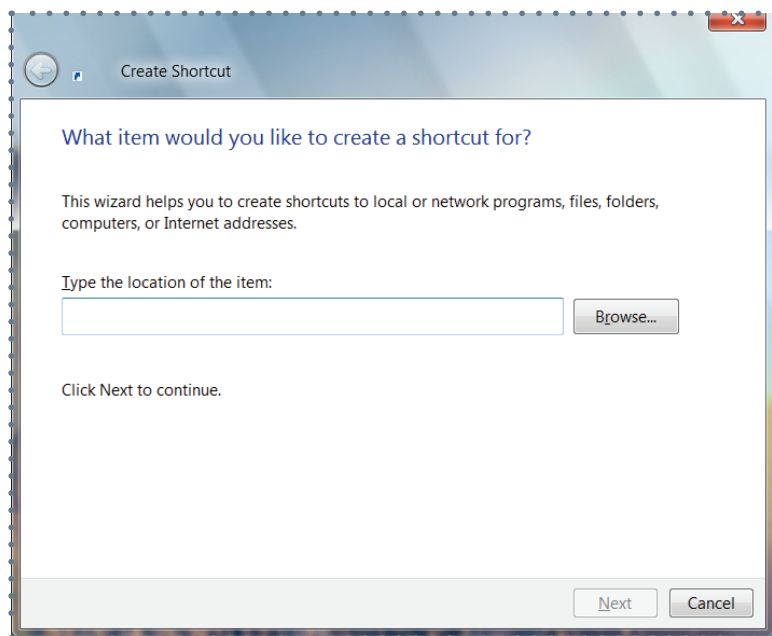 Create Shortcut
What item would you like to create a shortcut for?
This wizard helps you to create shortcuts to local or network programs, files, folders,
computers, or Internet addresses.
Type the location of the item:
Browse...
Click Next to continue.
Next
Cancel